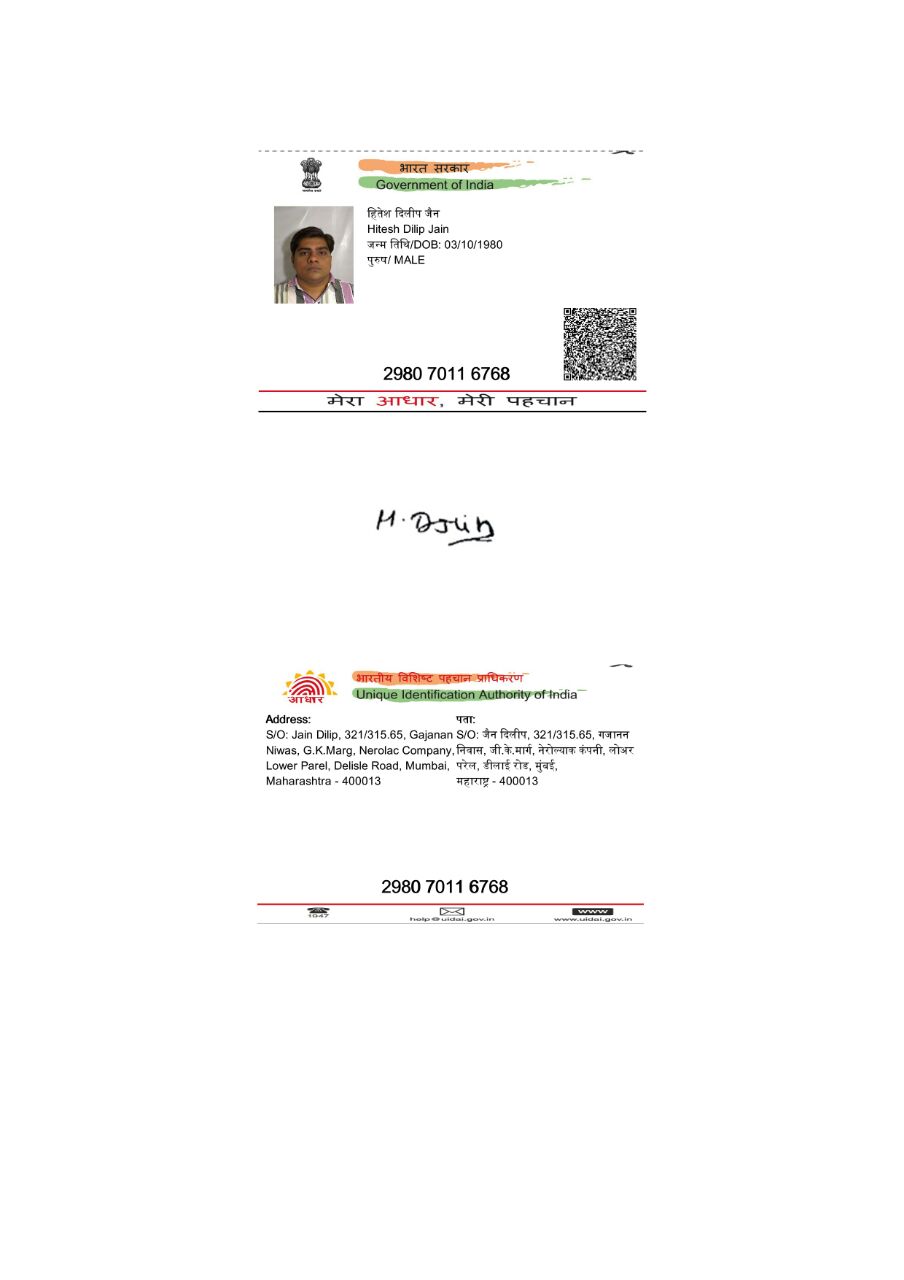 भारत सरकार
Government of India
हितेश दिलीप जैन
Hitesh Dilip Jain
जन्म तिथि/DOB: 03/10/1980
पुरुष/ MALE
2980 7011 6768
मेरा आधार, मेरी पहचान
भारतीय विशिष्ट पहचान प्राधिकरण
Unique Identification Authority of India
आधार
Address:
S/O: Jain Dilip, 321/315.65, Gajanan
Niwas, G.K.Marg, Nerolac Company,
Lower Parel, Delisle Road, Mumbai,
Maharashtra - 400013
पता:
S/O: जैन दिलीप, 321/315.65, गजानन
निवास, जी.के.मार्ग, नेरोल्याक कंपनी, लोअर
परेल, डीलाई रोड, मुंबई,
महाराष्ट्र - 400013
2980 7011 6768
1947
help@uidai.gov.in
www
www.uidai.gov.in